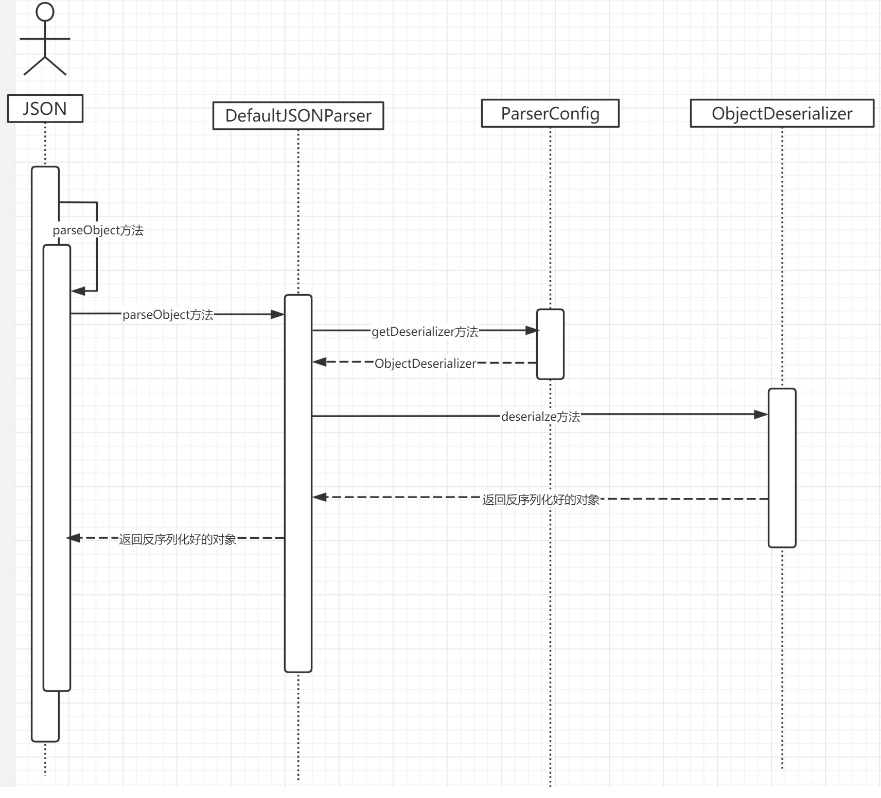 JSON
DefaultJSONParser
ParserConfig
ObjectDeserializer
parseObject方法
parseObject方法
getDeserializer方法
ObjectDeserializer
deserialze方法
返回反序列化好的对象
返回反序列化好的对象